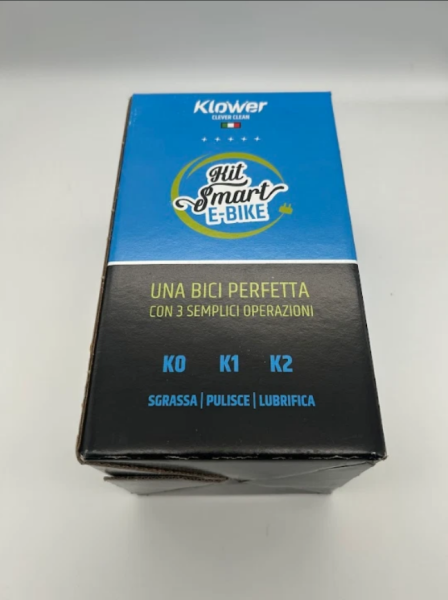 Klower
CLEVER CLEAN
Hit
Smart
E-BIKE
UNA BICI PERFETTA
CON 3 SEMPLICI OPERAZIONI
K0 K1 K2
SGRASSA | PULISCE | LUBRIFICA